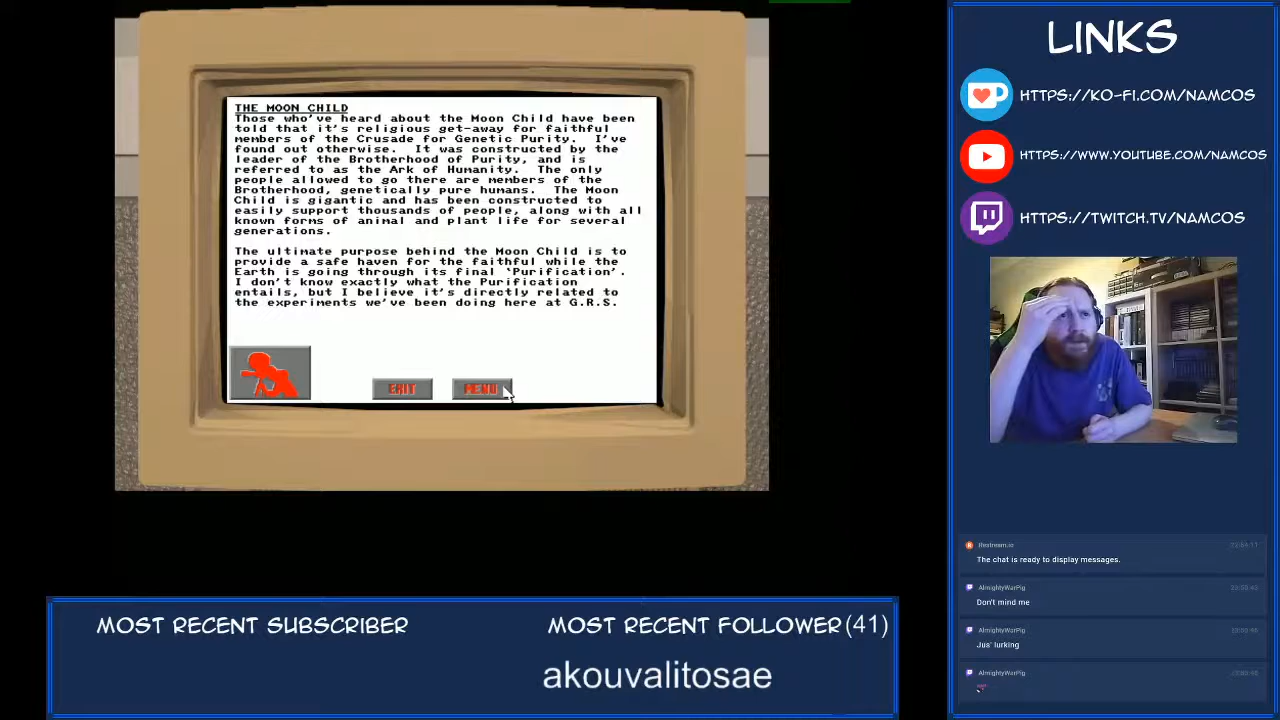 THE MOON CHILD
Those who've heard about the Moon Child have been
told that it's religious get-away for faithful
members of the Crusade for Genetic Purity. I've
found out otherwise. It was constructed by the
leader of the Brotherhood of Purity, and is
referred to as the Ark of Humanity. The only
people allowed to go there are members of the
Brotherhood, genetically pure humans. The Moon
Child is gigantic and has been constructed to
easily support thousands of people, along with all
known forms of animal and plant life for several
generations.
The ultimate purpose behind the Moon Child is to
provide a safe haven for the faithful while the
Earth is going through its final `Purification'.
I don't know exactly what the Purification
entails, but I believe it's directly related to
the experiments we've been doing here at G.R.S.
EXIT
MENU
LINKS
HTTPS://KO-FI.COM/NAMCOS
HTTPS://WWW.YOUTUBE.COM/NAMCOS
HTTPS://TWITCH.TV/NAMCOS
Restream.io
The chat is ready to display messages.
AlmightyWarPig
Don't mind me
AlmightyWarPig
Jus' lurking
AlmightyWarPig
MOST RECENT SUBSCRIBER
MOST RECENT FOLLOWER (41)
akouvalitosae